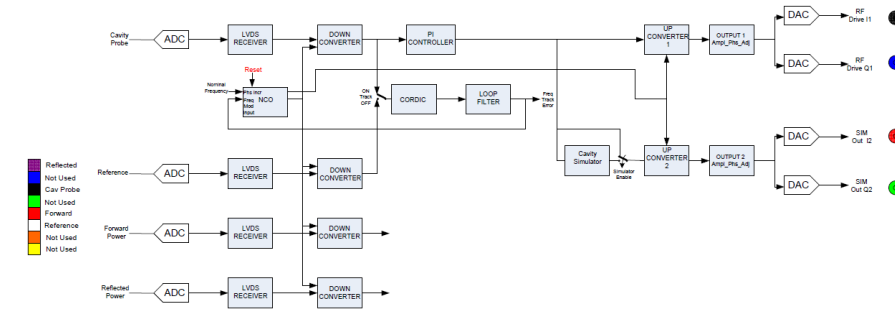 Cavity
Probe
ADC
LVDS
RECEIVER
DOWN
CONVERTER
PI
CONTROLLER
UP
CONVERTER
1
OUTPUT 1
Ampl_Phs_Adj
DAC
RF
Drive I1
DAC
RF
Drive Q1
Reset
Nominal
Frequency
Phs Incr
Freq
Mod
Input
NCO
ON
Track
OFF
CORDIC
LOOP
FILTER
Freq
Track
Error
Reference
ADC
LVDS
RECEIVER
DOWN
CONVERTER
Cavity
Simulator
Simulator
Enable
UP
CONVERTER
2
OUTPUT 2
Ampl_Phs_Adj
DAC
SIM
Out I2
DAC
SIM
Out Q2
Forward
Power
ADC
LVDS
RECEIVER
DOWN
CONVERTER
Reflected
Power
ADC
LVDS
RECEIVER
DOWN
CONVERTER
Reflected
Not Used
Cav Probe
Not Used
Forward
Reference
Not Used
Not Used